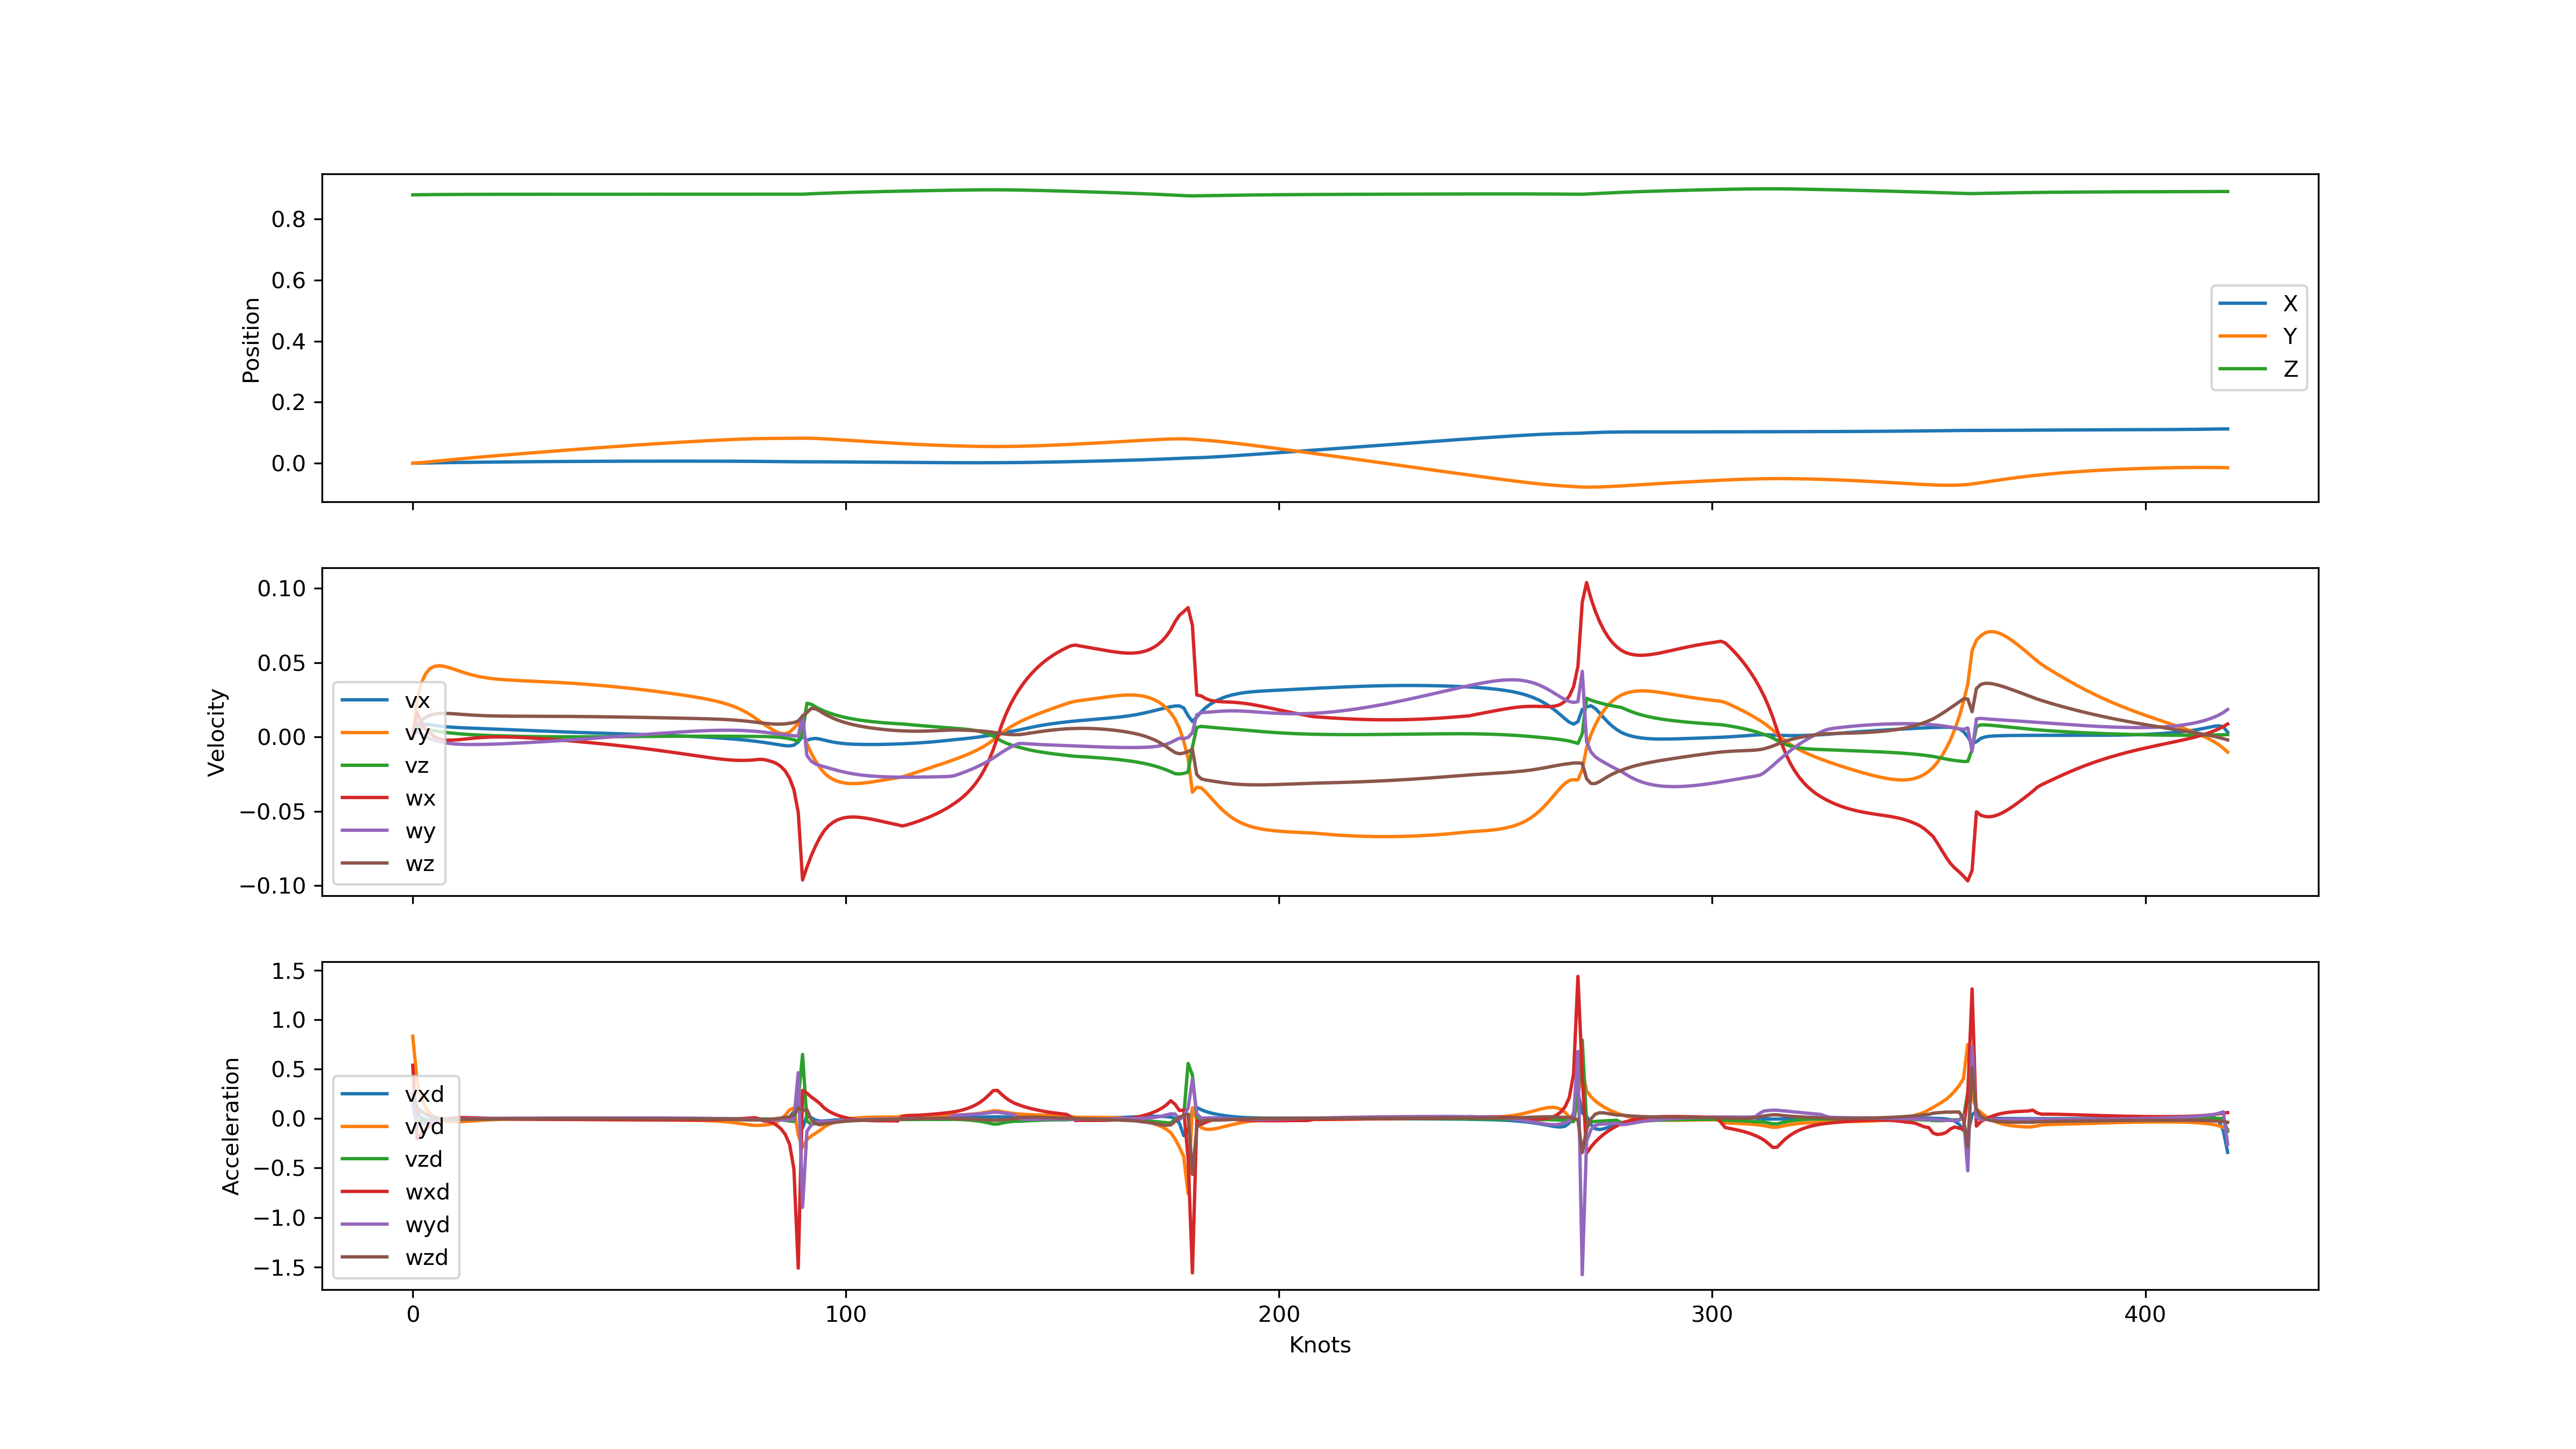 0.8
0.6
0.4
0.2
0.0
Position
X
Y
Z
0.10
0.05
0.00
−0.05
−0.10
Velocity
vx
vy
vz
wx
wy
wz
1.5
1.0
0.5
0.0
−0.5
−1.0
−1.5
Acceleration
vxd
vyd
vzd
wxd
wyd
wzd
0 100 200 300 400
Knots